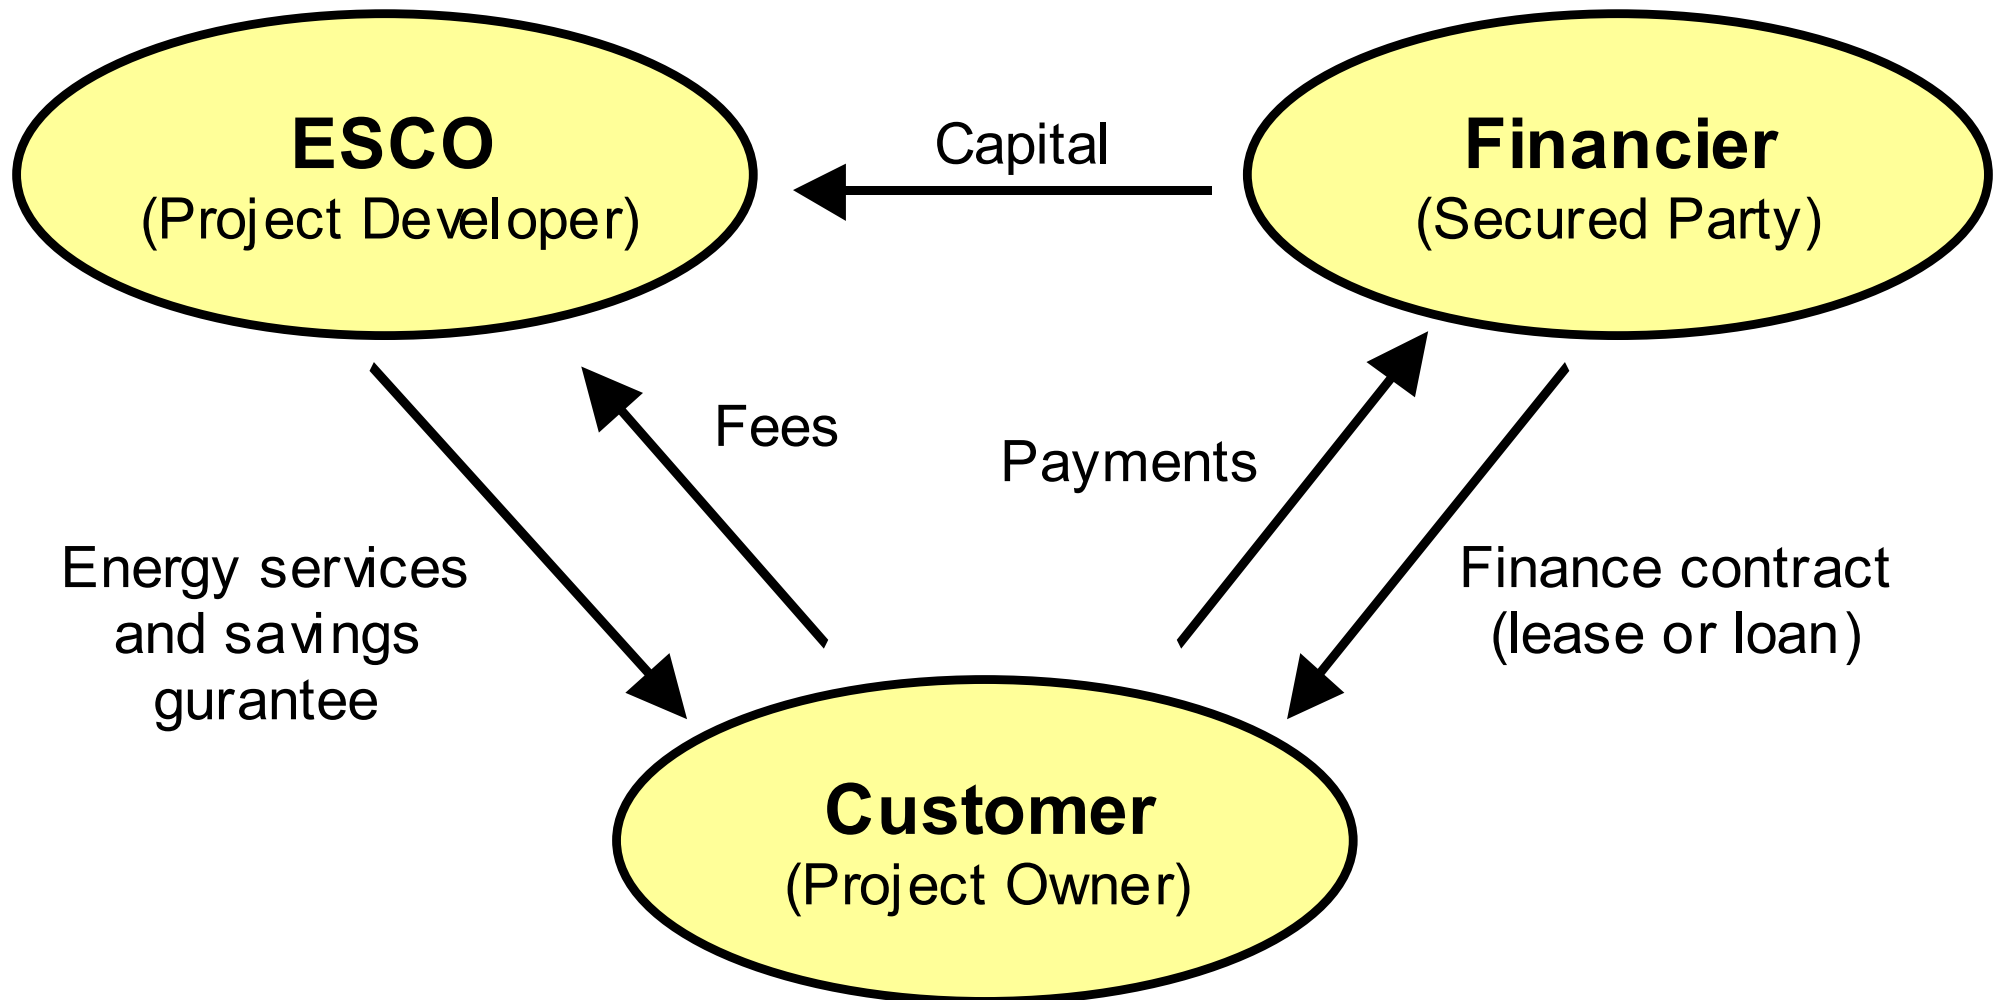 ESCO
(Project Developer)
Capital
Financier
(Secured Party)
Fees
Payments
Energy services
and savings
gurantee
Finance contract
(lease or loan)
Customer
(Project Owner)